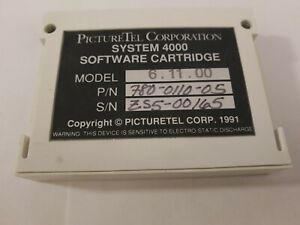 PICTURETEL CORPORATION
SYSTEM 4000
SOFTWARE CARTRIDGE
MODEL 6.11.00
P/N 780-0110-05
S/N ZS5-00165
Copyright © PICTURETEL CORP. 1991
WARNING: THIS DEVICE IS SENSITIVE TO ELECTRO STATIC DISCHARGE